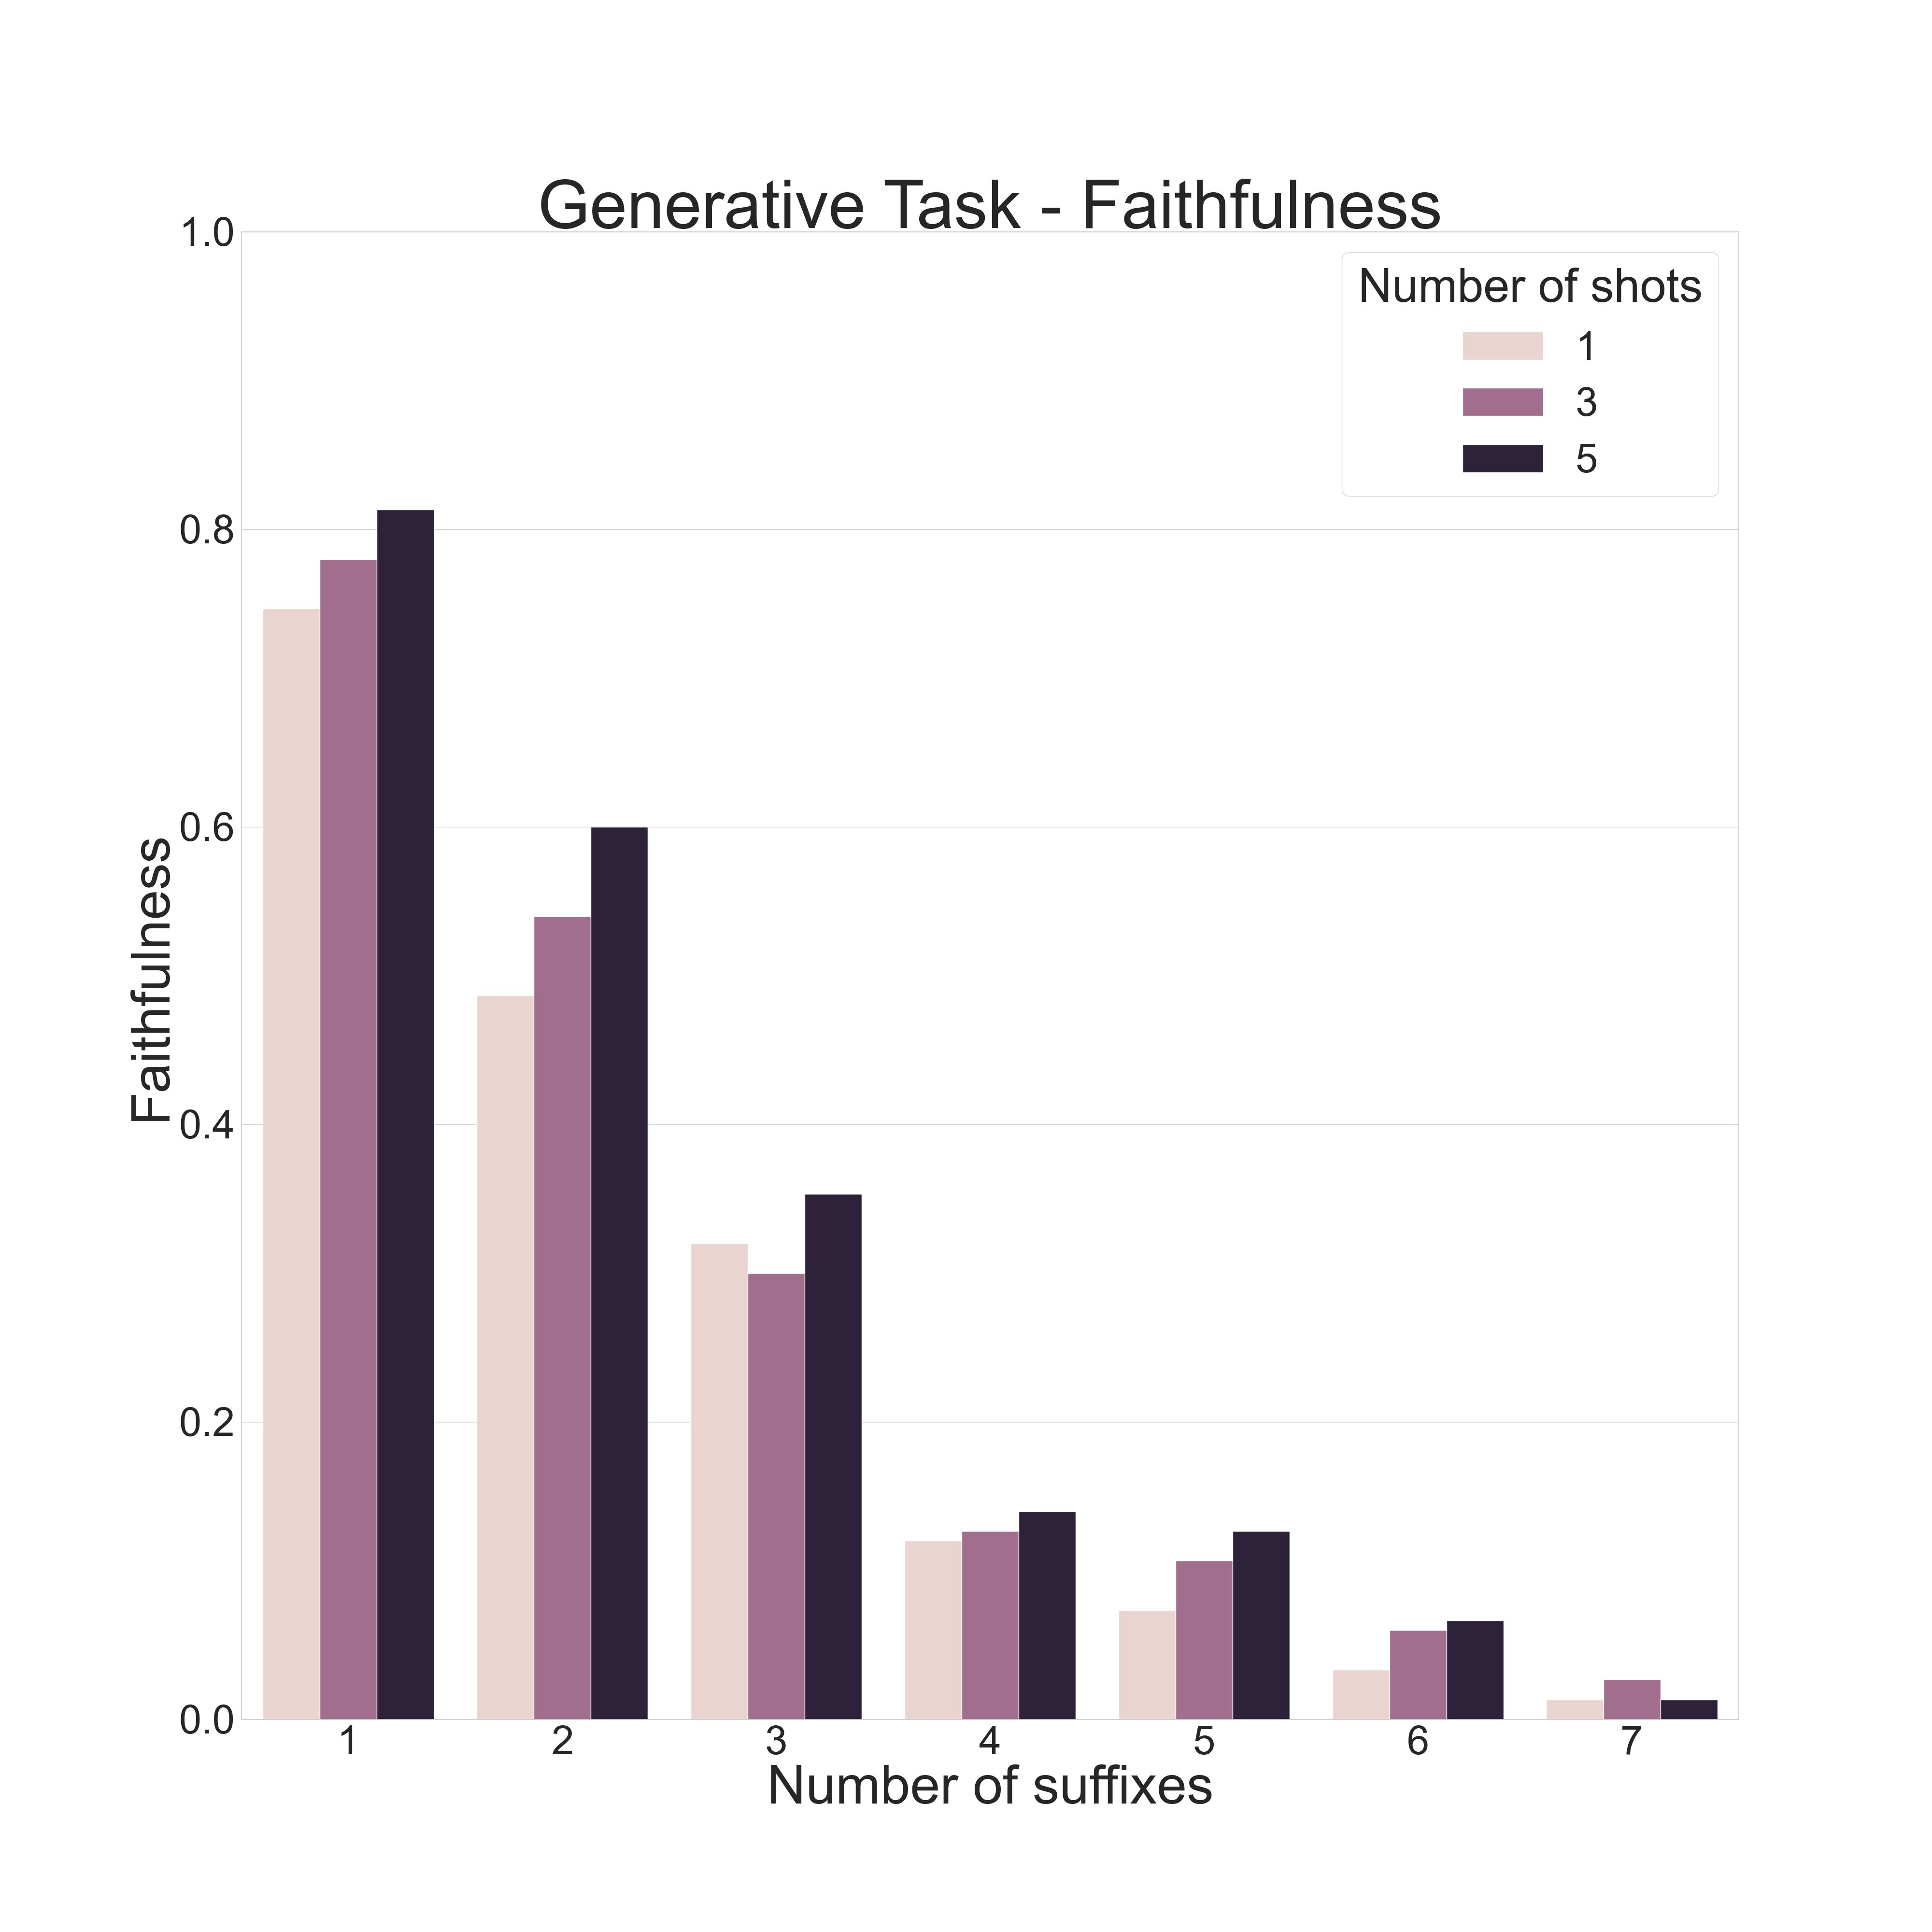 Generative Task - Faithfulness
Number of shots
1
3
5
1.0
0.8
0.6
0.4
0.2
0.0
Faithfulness
1 2 3 4 5 6 7
Number of suffixes